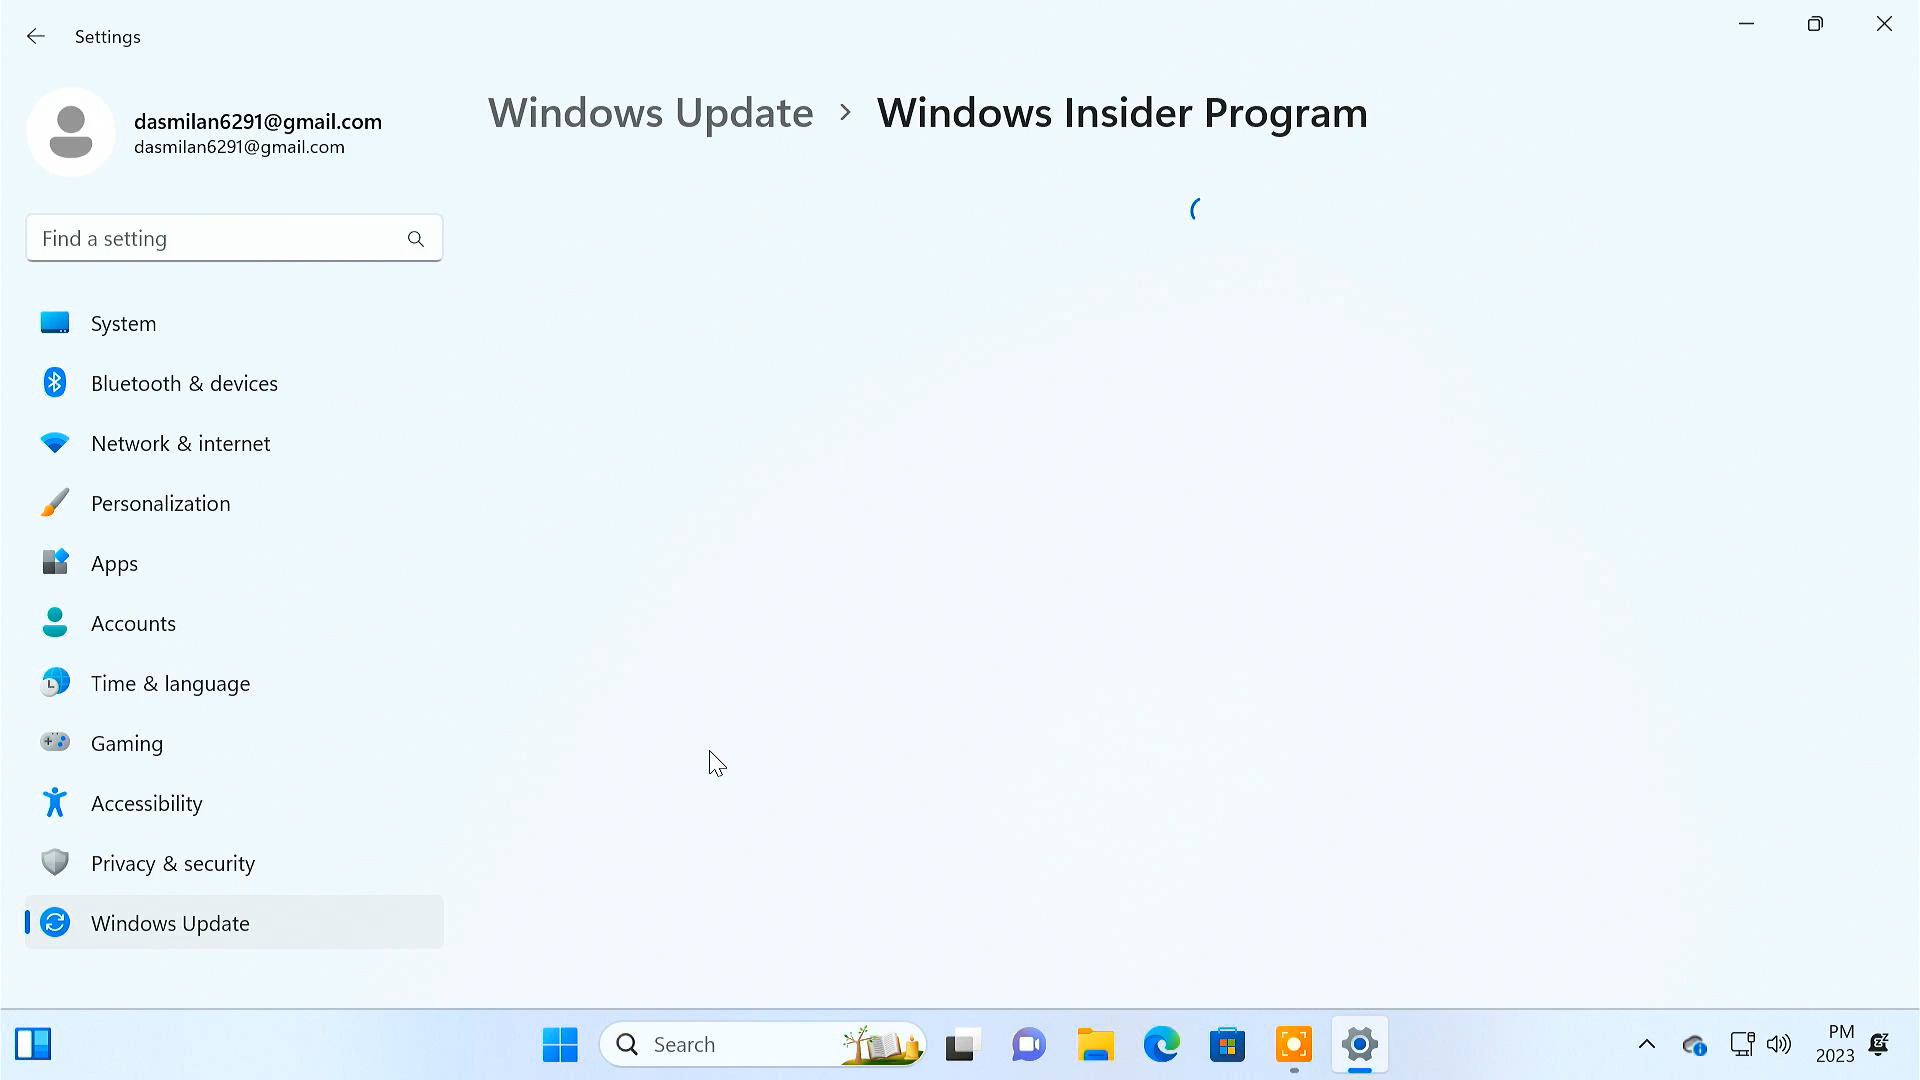 Settings
dasmilan6291@gmail.com
dasmilan6291@gmail.com
Windows Update > Windows Insider Program
Find a setting
System
Bluetooth & devices
Network & internet
Personalization
Apps
Accounts
Time & language
Gaming
Accessibility
Privacy & security
Windows Update
Search
PM
2023